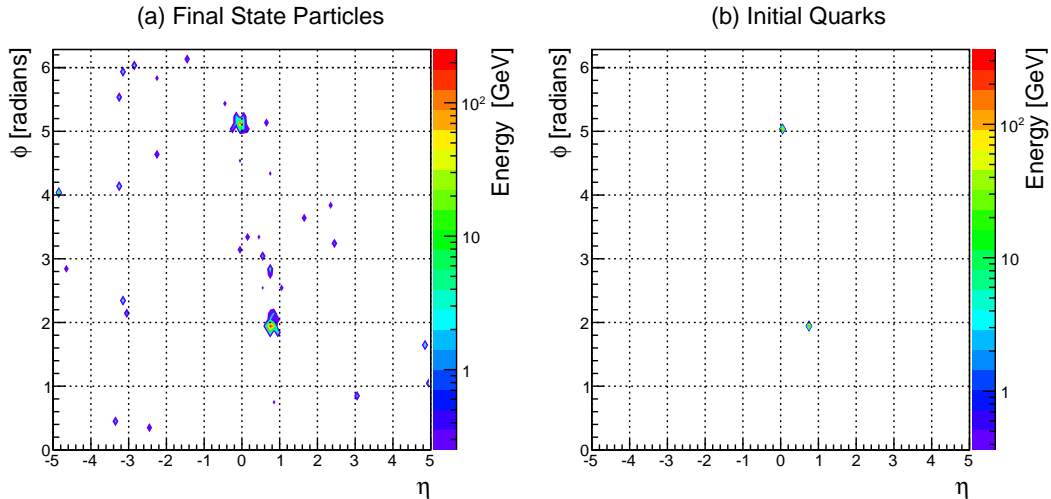 (a) Final State Particles
ϕ [radians]
6
5
4
3
2
1
0
-5 -4 -3 -2 -1 0 1 2 3 4 5
η
10²
10
1
Energy [GeV]
(b) Initial Quarks
ϕ [radians]
6
5
4
3
2
1
0
-5 -4 -3 -2 -1 0 1 2 3 4 5
η
10²
10
1
Energy [GeV]